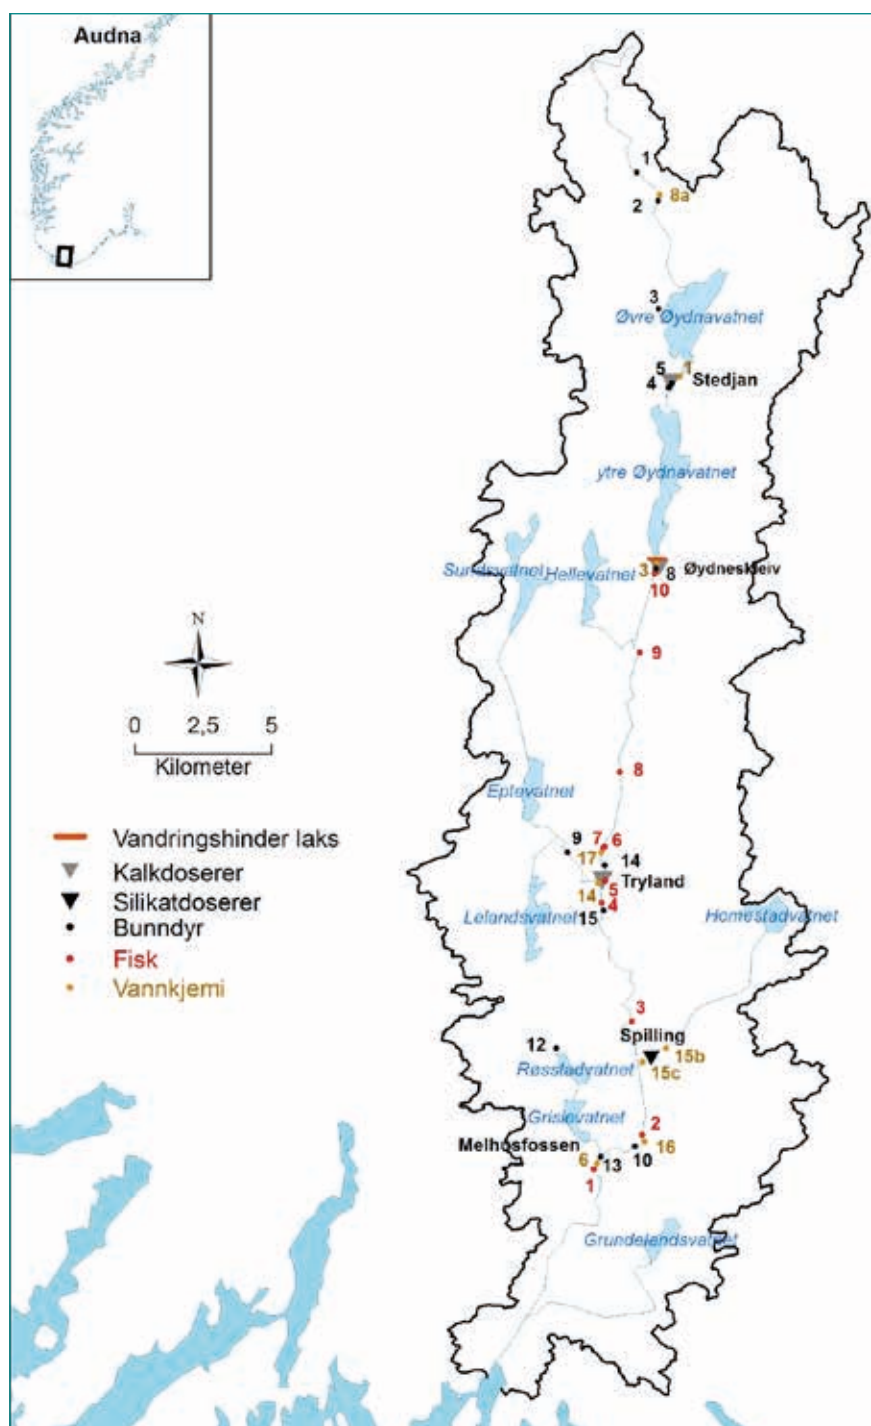 Audna
1
8a
2
3
Øvre Øydnavatnet
5
1
4
Stedjan
ytre Øydnavatnet
Sundsvatnet
Hellevatnet
3
8
Øydneskleiv
10
N
9
0
2,5
5
Kilometer
8
Eptevatnet
Vandringshinder laks
Kalkdoserer
Silikatdoserer
Bunndyr
Fisk
Vannkjemi
9
7
6
17
14
Tryland
14
5
4
Lelandsvatnet
15
Homestadvatnet
3
Spilling
12
15b
Røsstadvatnet
15c
Grislevatnet
2
Melhosfossen
16
6
13
10
1
Grundelandsvatnet